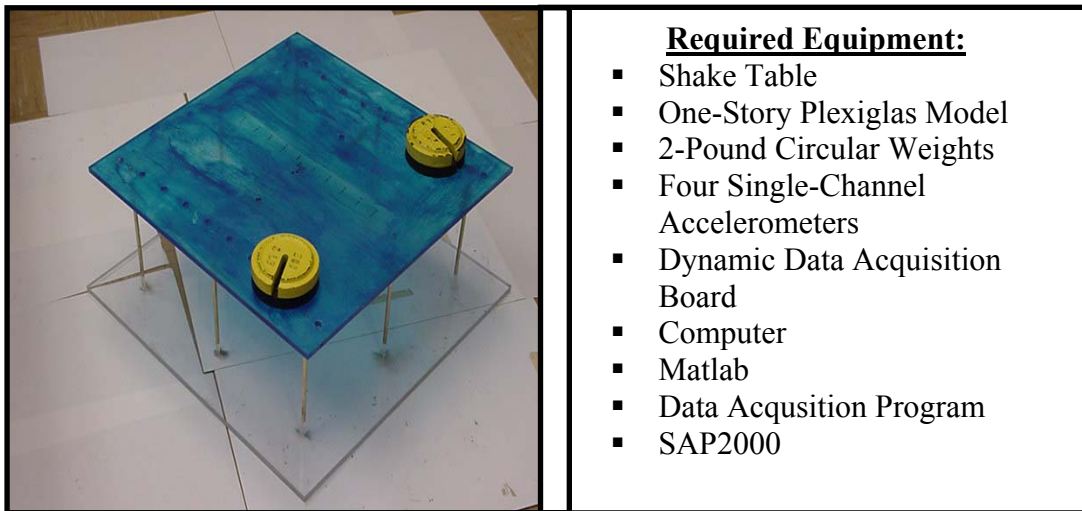 Required Equipment:
▪ Shake Table
▪ One-Story Plexiglas Model
▪ 2-Pound Circular Weights
▪ Four Single-Channel
Accelerometers
▪ Dynamic Data Acquisition
Board
▪ Computer
▪ Matlab
▪ Data Acqusition Program
▪ SAP2000